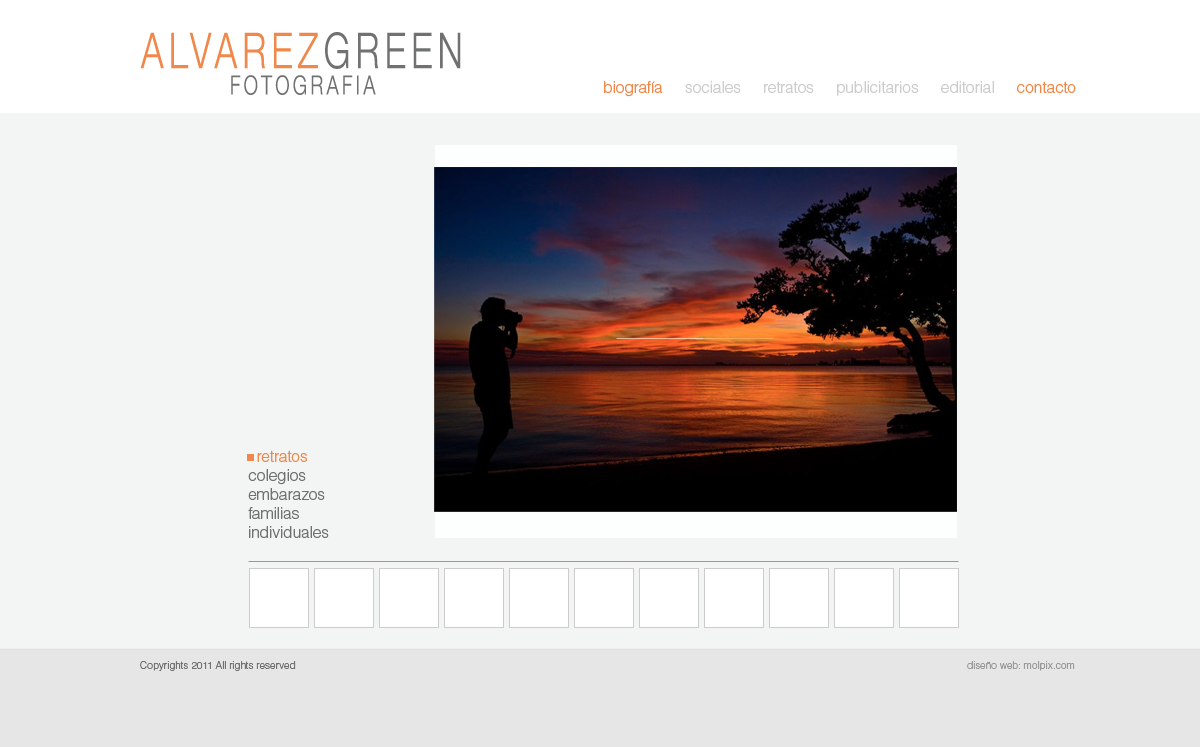 ALVAREZGREEN
FOTOGRAFIA
biografía sociales retratos publicitarios editorial contacto
retratos
colegios
embarazos
familias
individuales
Copyrights 2011 All rights reserved
diseño web: molpix.com